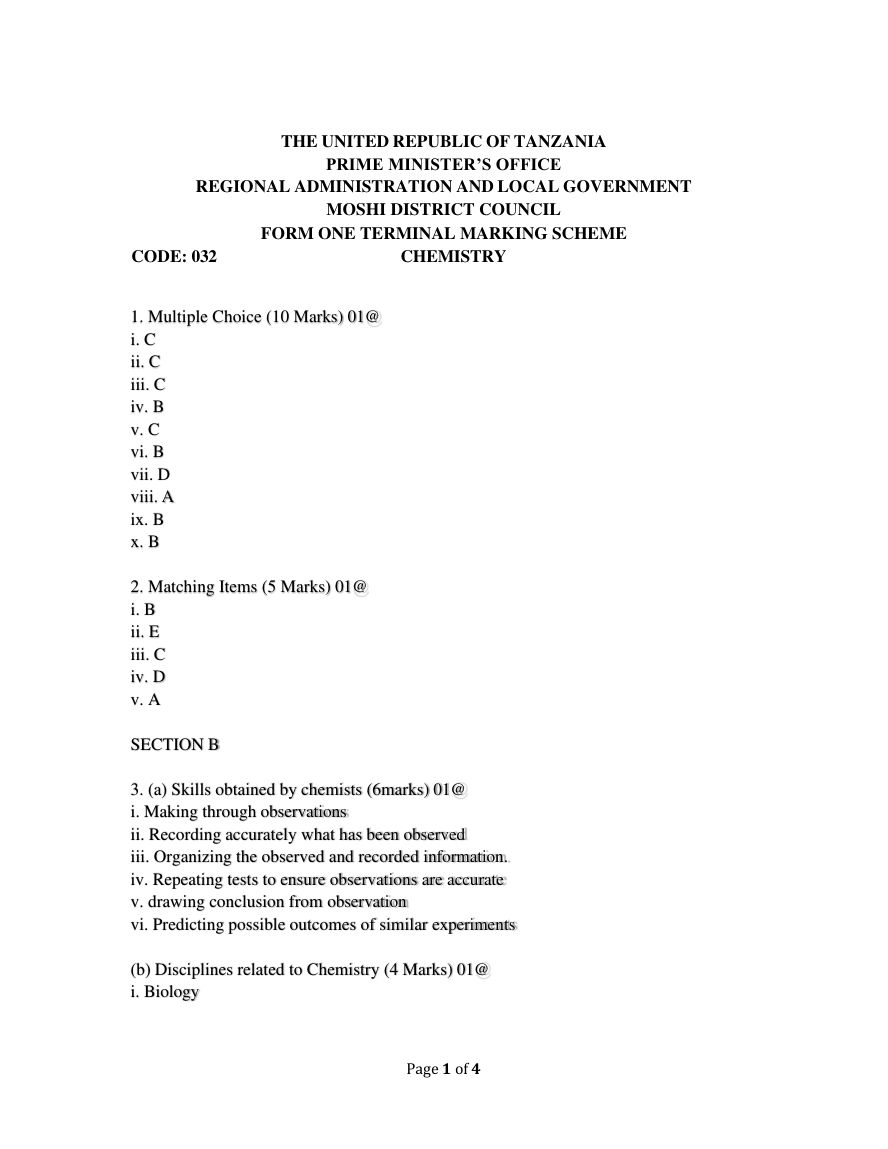 THE UNITED REPUBLIC OF TANZANIA
PRIME MINISTER'S OFFICE
REGIONAL ADMINISTRATION AND LOCAL GOVERNMENT
MOSHI DISTRICT COUNCIL
FORM ONE TERMINAL MARKING SCHEME
CODE: 032 CHEMISTRY
1. Multiple Choice (10 Marks) 01@
i. C
ii. C
iii. C
iv. B
v. C
vi. B
vii. D
viii. A
ix. B
x. B
2. Matching Items (5 Marks) 01@
i. B
ii. E
iii. C
iv. D
v. A
SECTION B
3. (a) Skills obtained by chemists (6marks) 01@
i. Making through observations
ii. Recording accurately what has been observed
iii. Organizing the observed and recorded information.
iv. Repeating tests to ensure observations are accurate
v. drawing conclusion from observation
vi. Predicting possible outcomes of similar experiments
(b) Disciplines related to Chemistry (4 Marks) 01@
i. Biology
Page 1 of 4